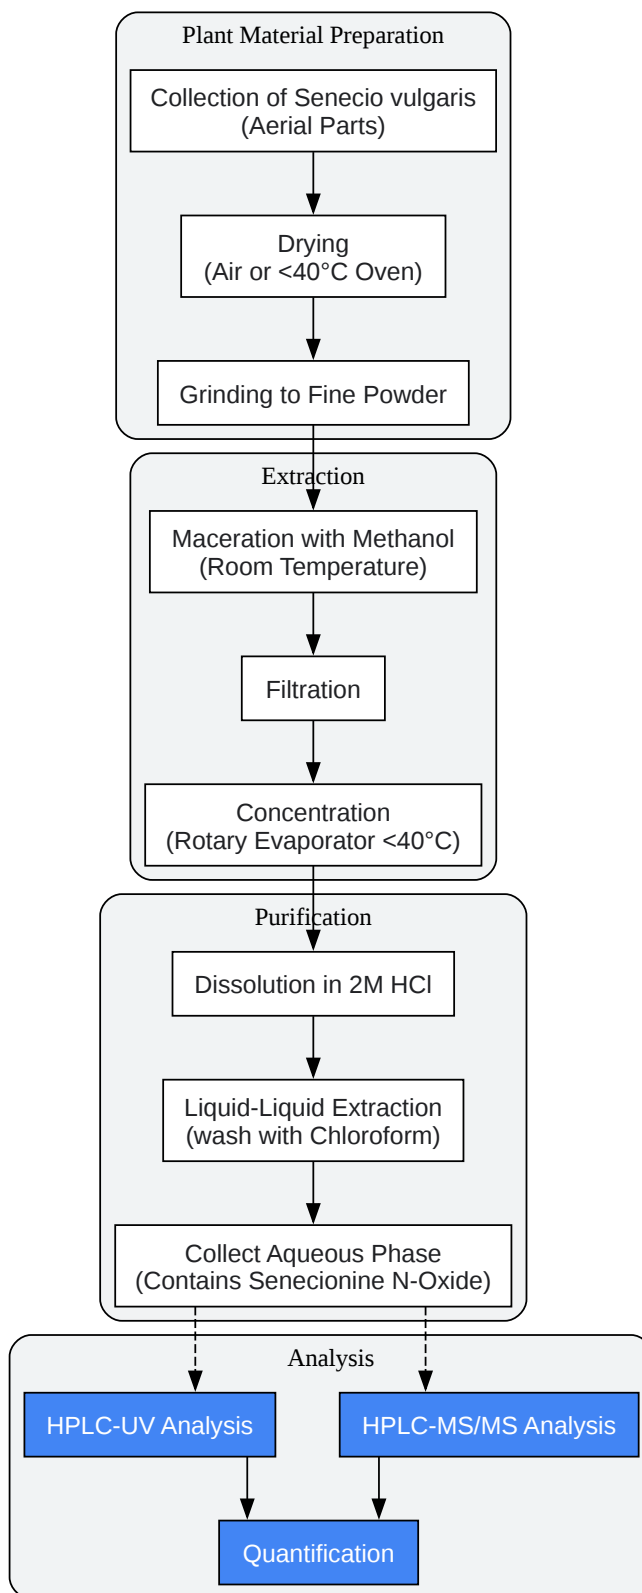 Plant Material Preparation
Collection of Senecio vulgaris
(Aerial Parts)
Drying
(Air or <40°C Oven)
Grinding to Fine Powder
Extraction
Maceration with Methanol
(Room Temperature)
Filtration
Concentration
(Rotary Evaporator <40°C)
Purification
Dissolution in 2M HCl
Liquid-Liquid Extraction
(wash with Chloroform)
Collect Aqueous Phase
(Contains Senecionine N-Oxide)
Analysis
HPLC-UV Analysis
HPLC-MS/MS Analysis
Quantification